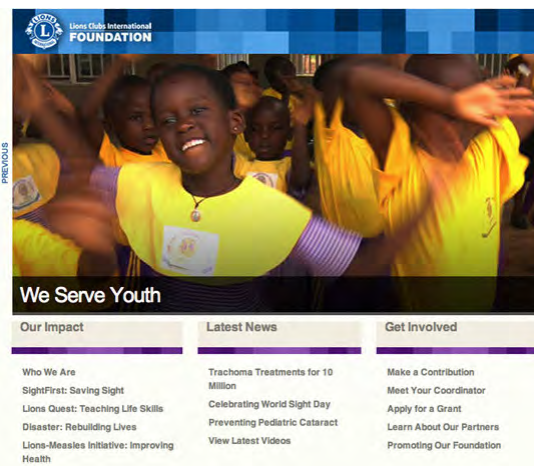 LIONS
L
INTERNATIONAL
Lions Clubs International
FOUNDATION
PREVIOUS
We Serve Youth
Our Impact
Who We Are
SightFirst: Saving Sight
Lions Quest: Teaching Life Skills
Disaster: Rebuilding Lives
Lions-Measles Initiative: Improving
Health
Latest News
Trachoma Treatments for 10
Million
Celebrating World Sight Day
Preventing Pediatric Cataract
View Latest Videos
Get Involved
Make a Contribution
Meet Your Coordinator
Apply for a Grant
Learn About Our Partners
Promoting Our Foundation